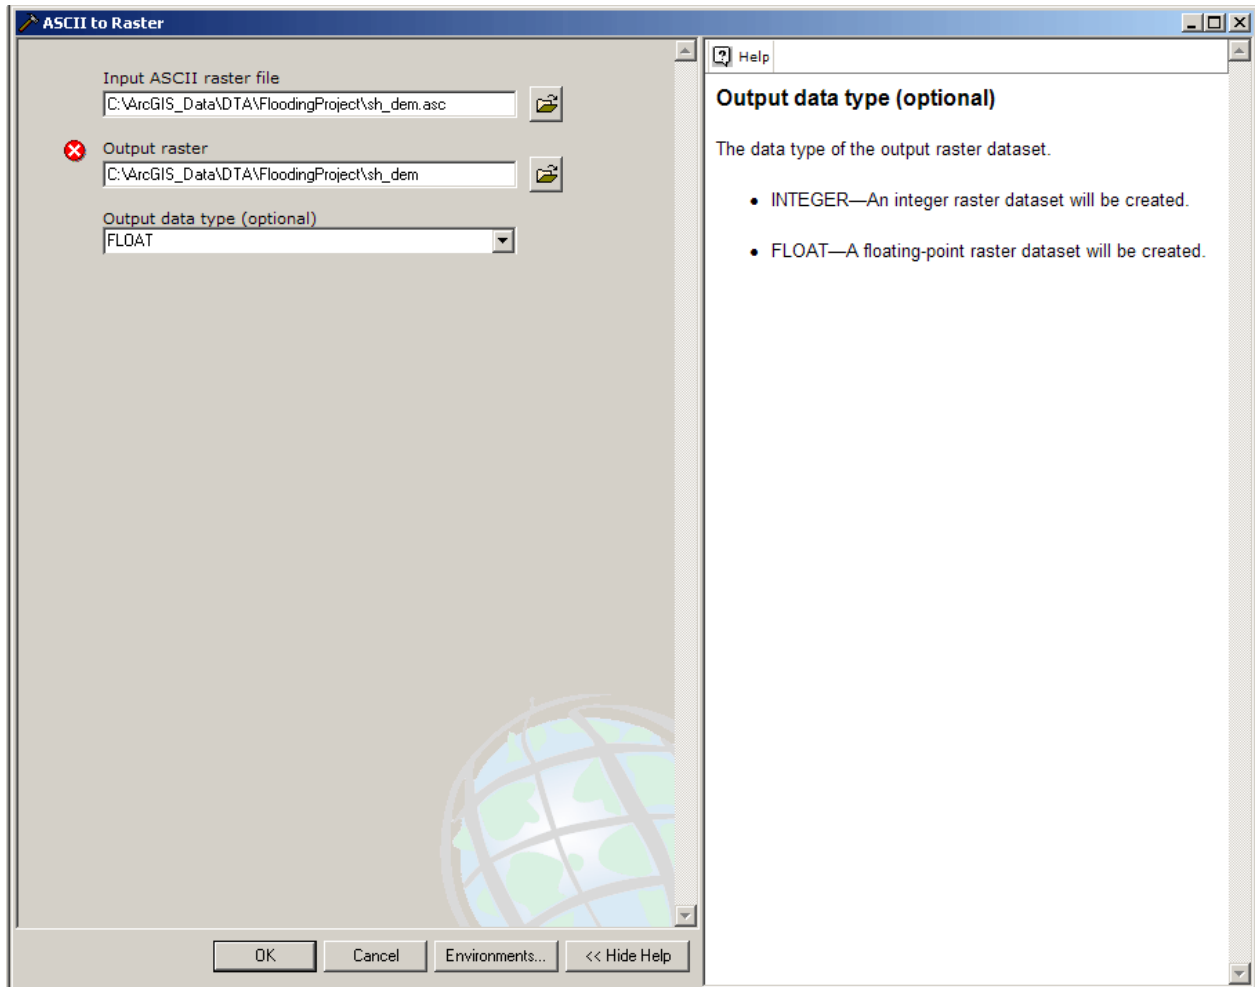 ASCII to Raster
Input ASCII raster file
C:\ArcGIS_Data\DTA\FloodingProject\sh_dem.asc
Output raster
C:\ArcGIS_Data\DTA\FloodingProject\sh_dem
Output data type (optional)
FLOAT
OK
Cancel
Environments...
<< Hide Help
Help
Output data type (optional)
The data type of the output raster dataset.
• INTEGER—An integer raster dataset will be created.
• FLOAT—A floating-point raster dataset will be created.